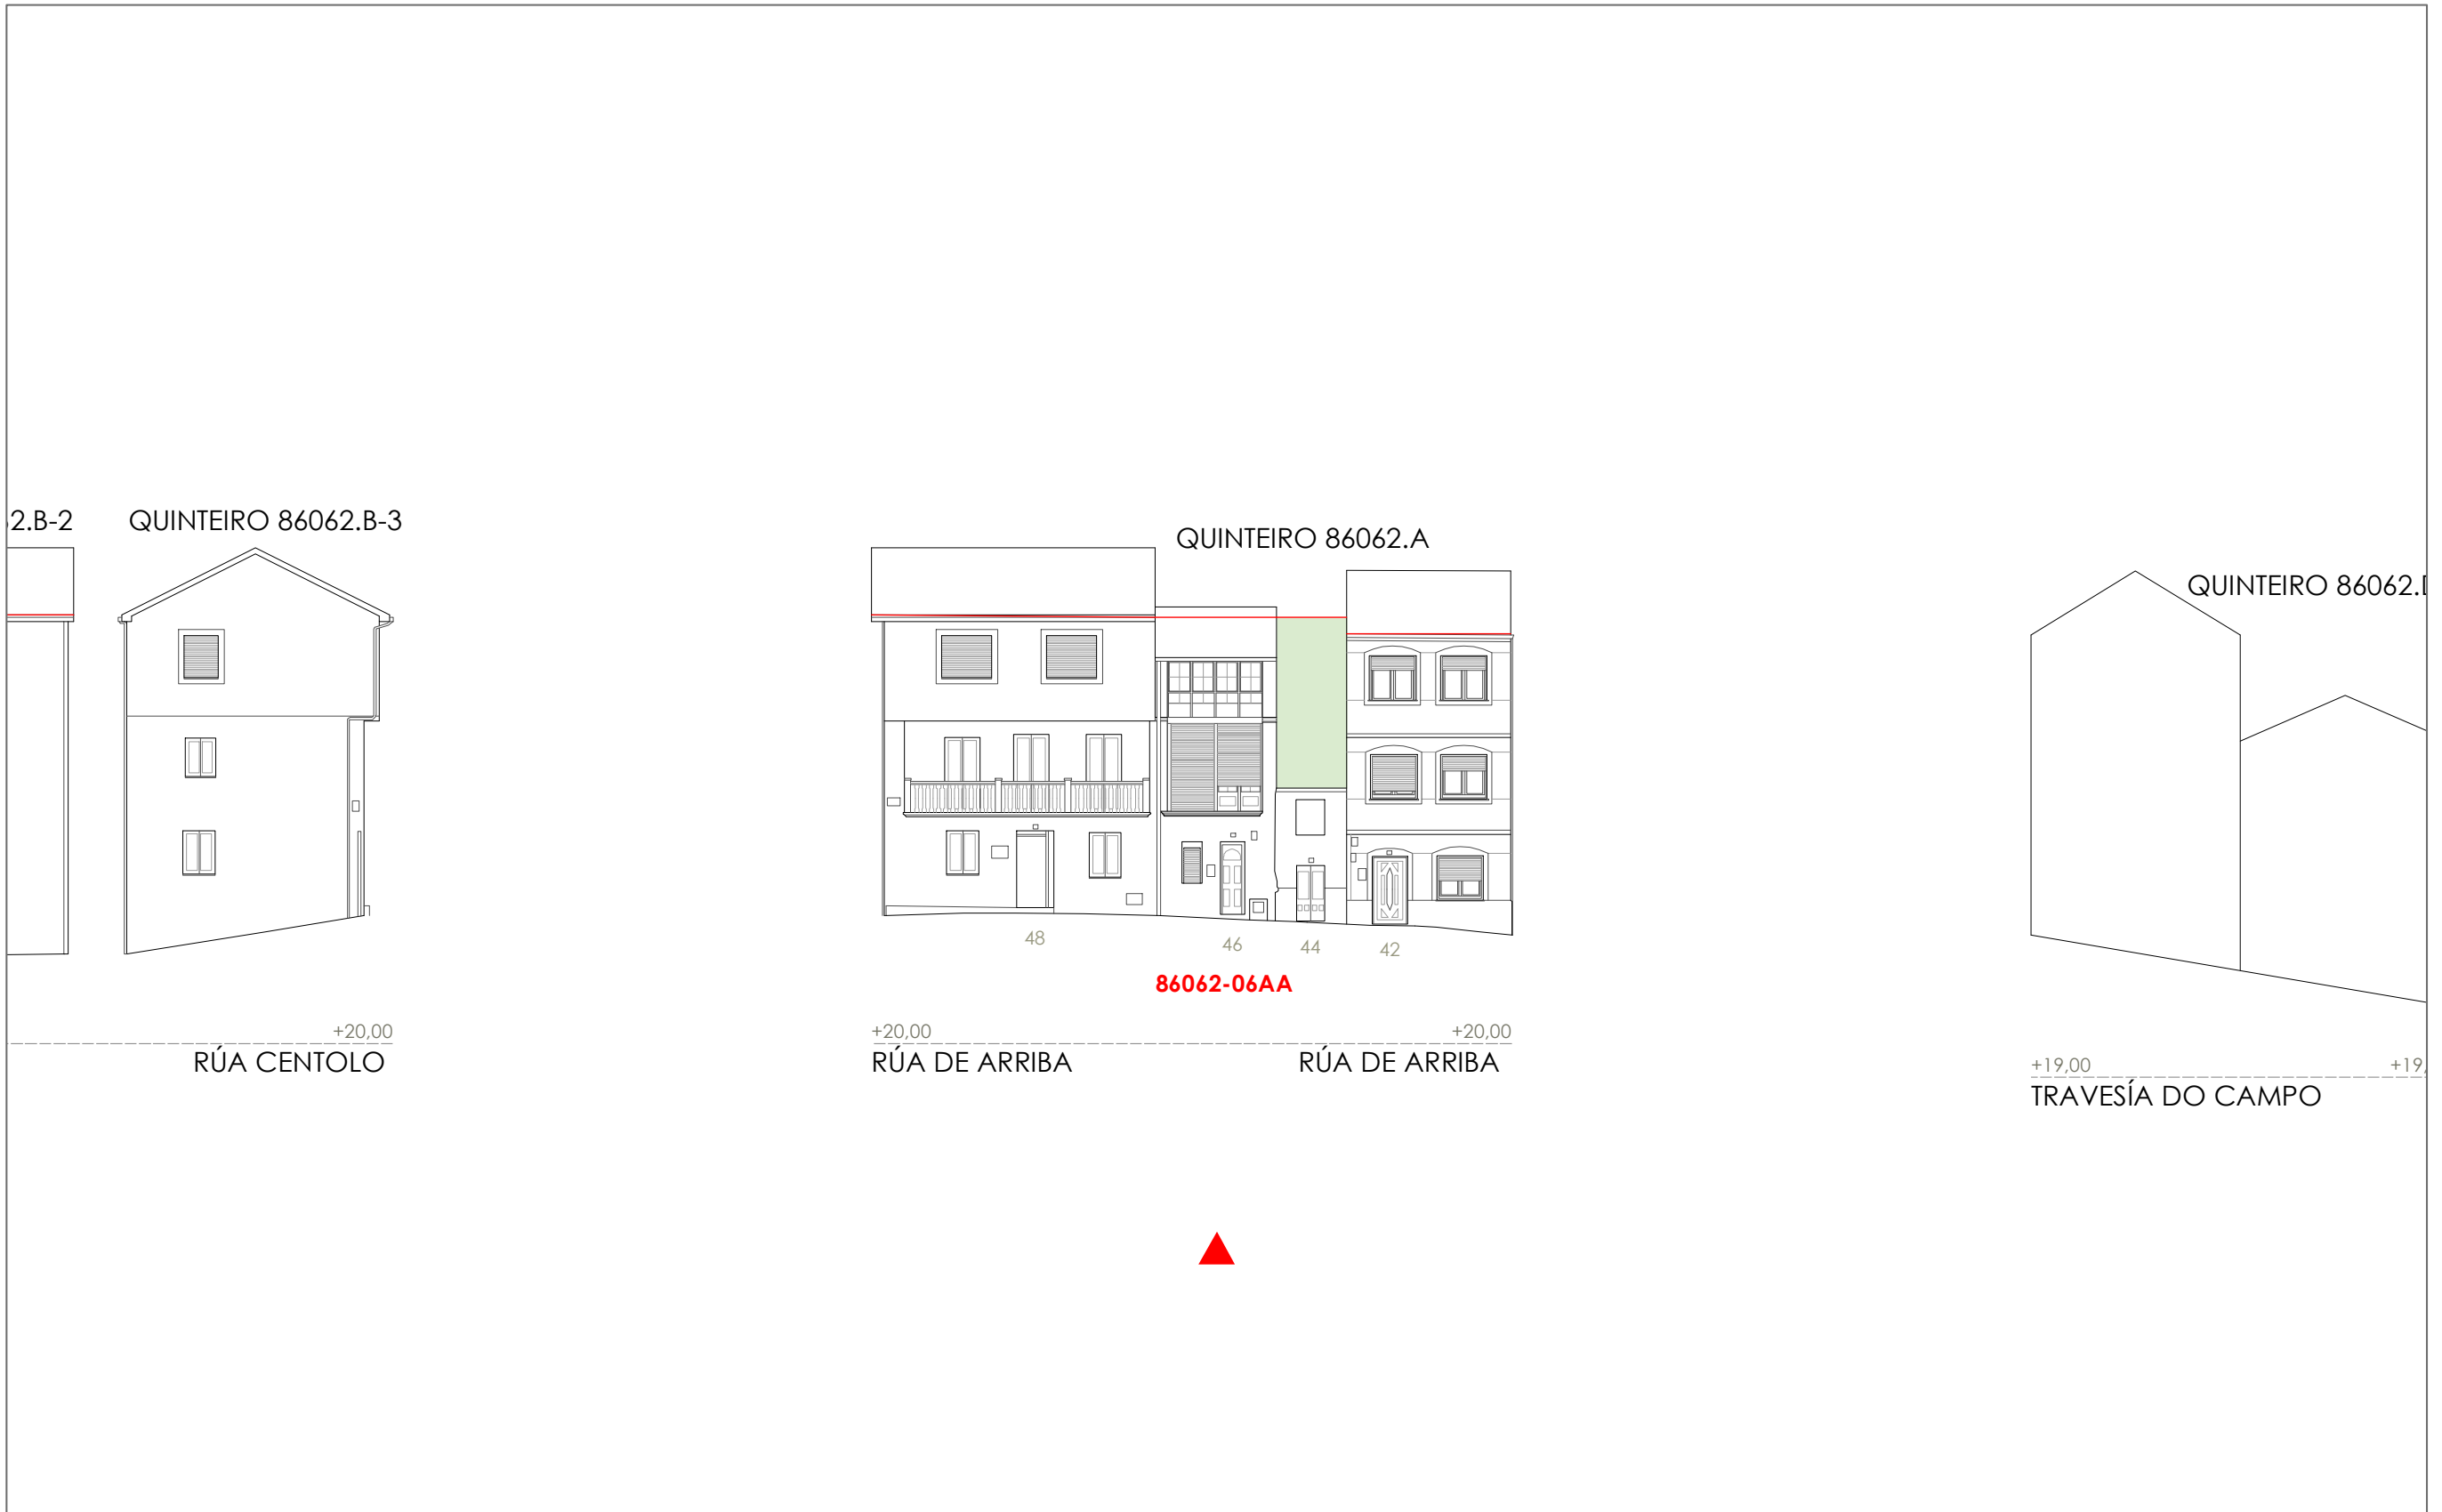 2.B-2
QUINTEIRO 86062.B-3
QUINTEIRO 86062.A
QUINTEIRO 86062.
48
46
44
42
86062-06AA
+20,00
RÚA CENTOLO
+20,00
+20,00
RÚA DE ARRIBA
RÚA DE ARRIBA
+19,00
+19,
TRAVESÍA DO CAMPO